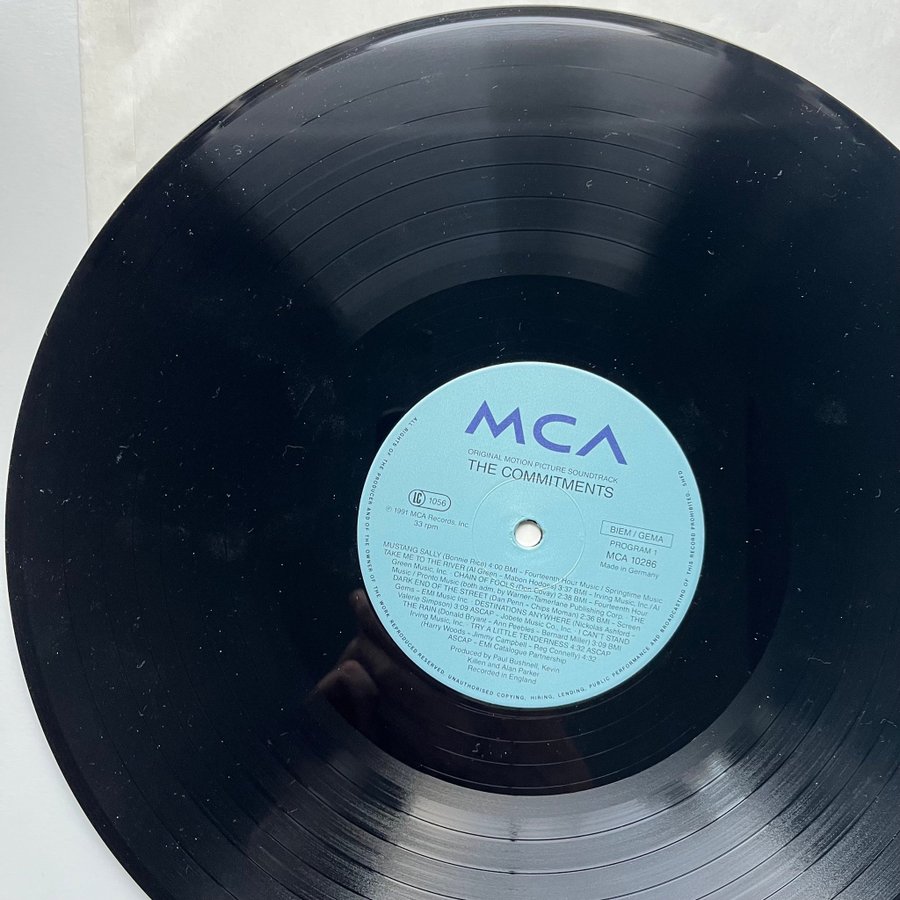 MCA
ORIGINAL MOTION PICTURE SOUNDTRACK
THE COMMITMENTS
LC 1056
℗ 1991 MCA Records, Inc.
33 rpm
BIEM / GEMA
PROGRAM 1
MCA 10286
Made in Germany
MUSTANG SALLY (Bonnie Rice) 4:00 BMI – Fourteenth Hour Music / Springtime Music
TAKE ME TO THE RIVER (Al Green – Mabon Hodges) 3:37 BMI – Irving Music, Inc./Al
Green Music, Inc. · CHAIN OF FOOLS (Don Covay) 2:38 BMI – Fourteenth Hour
Music / Pronto Music (both adm. by Warner-Tamerlane Publishing Corp. · THE
DARK END OF THE STREET (Dan Penn – Chips Moman) 2:36 BMI – Screen
Gems – EMI Music Inc. · DESTINATIONS ANYWHERE (Nickolas Ashford –
Valerie Simpson) 3:09 ASCAP – Jobete Music Co., Inc. · I CAN'T STAND
THE RAIN (Donald Bryant – Ann Peebles – Bernard Miller) 3:09 BMI
Irving Music, Inc. · TRY A LITTLE TENDERNESS 4:32 ASCAP
(Harry Woods – Jimmy Campbell – Reg Connelly) 4:32
ASCAP – EMI Catalogue Partnership
Produced by Paul Bushnell, Kevin
Killen and Alan Parker
Recorded in England
ALL RIGHTS OF THE PRODUCER AND OF THE OWNER OF THE WORK REPRODUCED RESERVED. UNAUTHORISED COPYING, HIRING, LENDING, PUBLIC PERFORMANCE AND BROADCASTING OF THIS RECORD PROHIBITED.